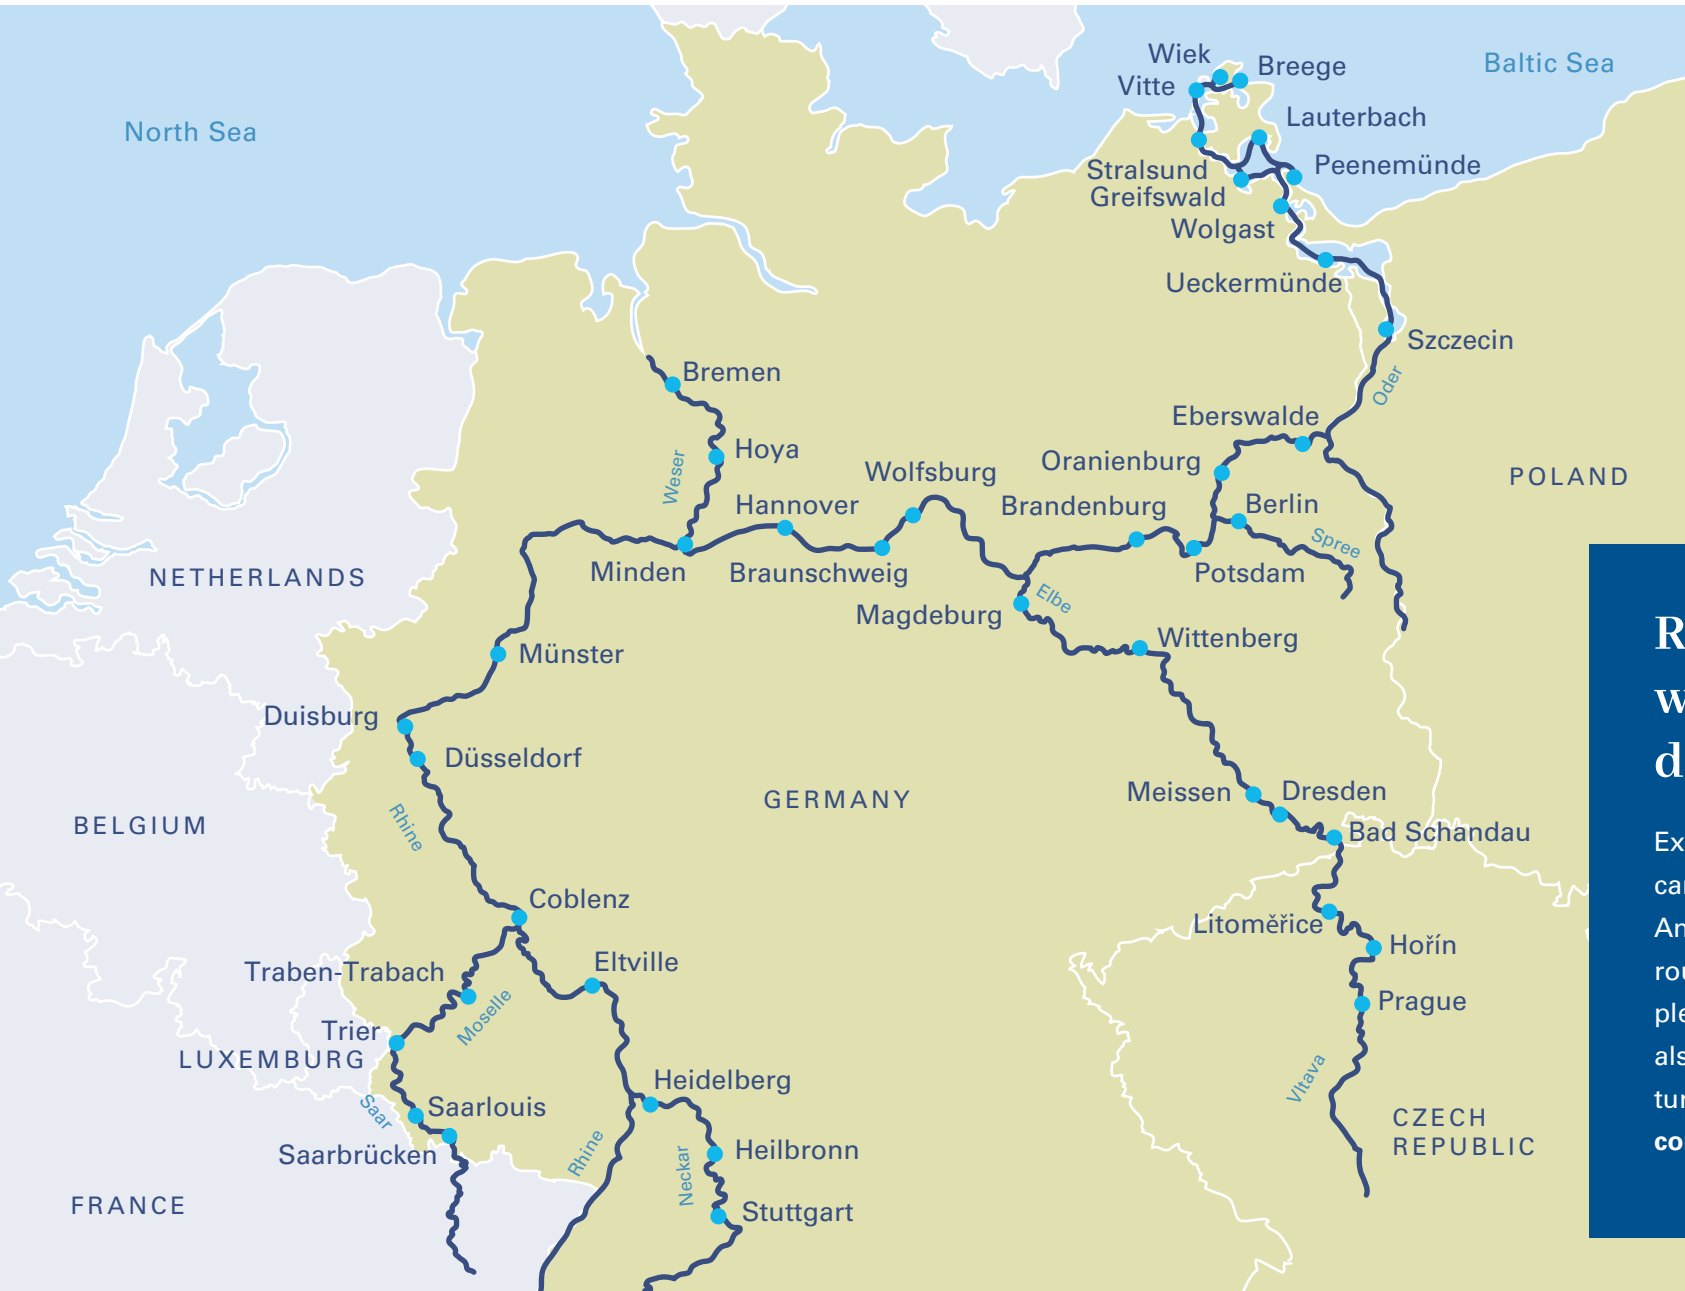 Wiek
Breege
Baltic Sea
Vitte
Lauterbach
North Sea
Stralsund
Peenemünde
Greifswald
Wolgast
Ueckermünde
Szczecin
Bremen
Oder
Eberswalde
Hoya
Weser
Wolfsburg
Oranienburg
POLAND
Hannover
Brandenburg
Berlin
Spree
NETHERLANDS
Minden
Braunschweig
Potsdam
Magdeburg
Elbe
Münster
Wittenberg
Duisburg
Düsseldorf
GERMANY
Meissen
Dresden
BELGIUM
Rhine
Bad Schandau
Coblenz
Litoměřice
Hořín
Traben-Trabach
Eltville
Moselle
Prague
Trier
LUXEMBURG
Heidelberg
Vltava
Saar
Saarlouis
CZECH
REPUBLIC
Saarbrücken
Rhine
Neckar
Heilbronn
FRANCE
Stuttgart